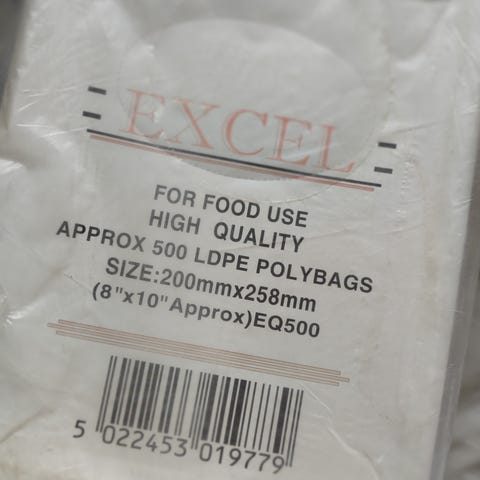 EXCEL
FOR FOOD USE
HIGH QUALITY
APPROX 500 LDPE POLYBAGS
SIZE:200mmx258mm
(8"x10"Approx)EQ500
5 022453 019779